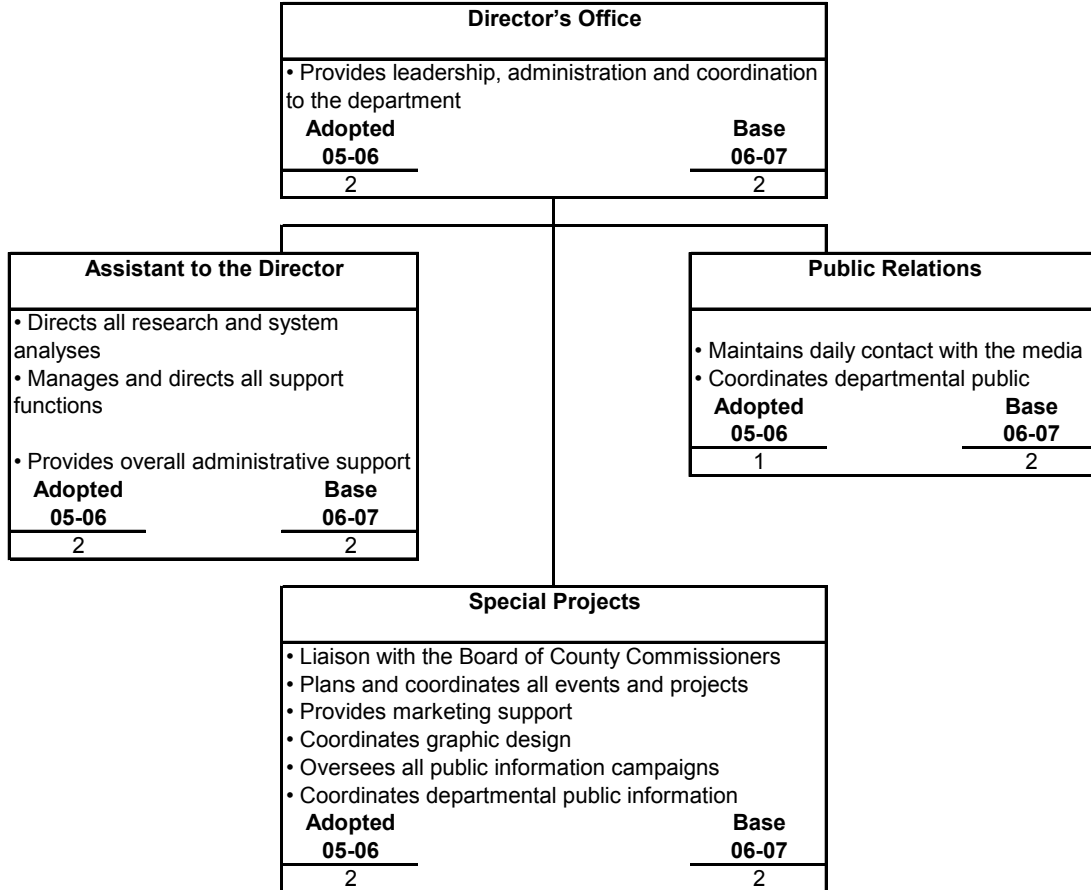 Director's Office
• Provides leadership, administration and coordination
to the department
Adopted Base
05-06 06-07
2 2
Assistant to the Director
• Directs all research and system
analyses
• Manages and directs all support
functions
• Provides overall administrative support
Adopted Base
05-06 06-07
2 2
Public Relations
• Maintains daily contact with the media
• Coordinates departmental public
Adopted Base
05-06 06-07
1 2
Special Projects
• Liaison with the Board of County Commissioners
• Plans and coordinates all events and projects
• Provides marketing support
• Coordinates graphic design
• Oversees all public information campaigns
• Coordinates departmental public information
Adopted Base
05-06 06-07
2 2